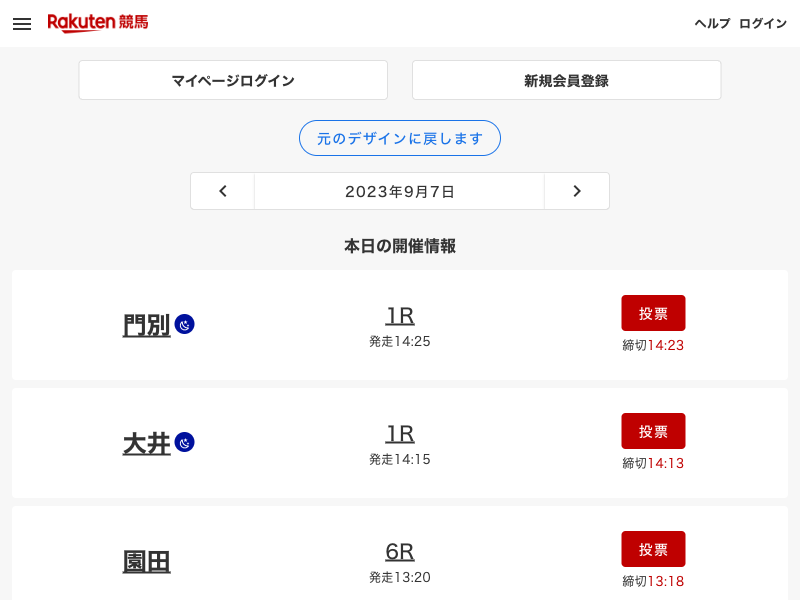 Rakuten 競馬
ヘルプ ログイン
マイページログイン
新規会員登録
元のデザインに戻します
2023年9月7日
本日の開催情報
門別
1R
発走14:25
投票
締切14:23
大井
1R
発走14:15
投票
締切14:13
園田
6R
発走13:20
投票
締切13:18